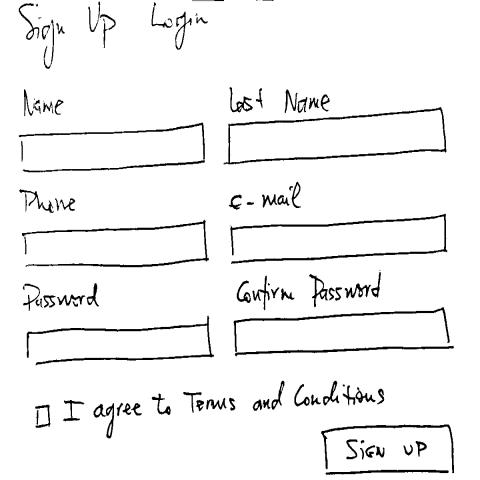 Sign Up Login
Name Last Name
Phone e-mail
Password Confirm Password
I agree to Terms and Conditions
SIGN UP